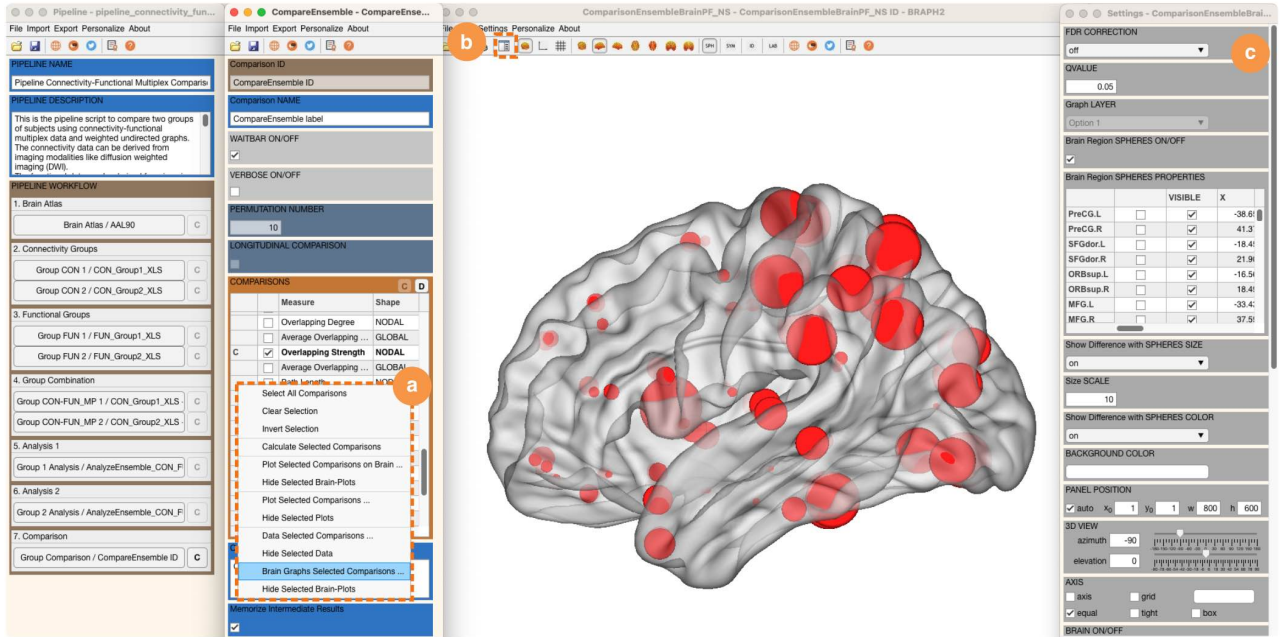 Pipeline - pipeline_connectivity_fun...
File Import Export Personalize About
PIPELINE NAME
Pipeline Connectivity-Functional Multiplex Comparis
PIPELINE DESCRIPTION
This is the pipeline script to compare two groups
of subjects using connectivity-functional
multiplex data and weighted undirected graphs.
The connectivity data can be derived from
imaging modalities like diffusion weighted
imaging (DWI).
PIPELINE WORKFLOW
1. Brain Atlas
Brain Atlas / AAL90 C
2. Connectivity Groups
Group CON 1 / CON_Group1_XLS C
Group CON 2 / CON_Group2_XLS C
3. Functional Groups
Group FUN 1 / FUN_Group1_XLS C
Group FUN 2 / FUN_Group2_XLS C
4. Group Combination
Group CON-FUN_MP 1 / CON_Group1_XLS - C
Group CON-FUN_MP 2 / CON_Group2_XLS - C
5. Analysis 1
Group 1 Analysis / AnalyzeEnsemble_CON_F C
6. Analysis 2
Group 2 Analysis / AnalyzeEnsemble_CON_F C
7. Comparison
Group Comparison / CompareEnsemble ID C
CompareEnsemble - CompareEnse...
File Import Export Personalize About
Comparison ID
CompareEnsemble ID
Comparison NAME
CompareEnsemble label
WAITBAR ON/OFF
VERBOSE ON/OFF
PERMUTATION NUMBER
10
LONGITUDINAL COMPARISON
COMPARISONS C D
Measure Shape
Overlapping Degree NODAL
Average Overlapping ... GLOBAL
C Overlapping Strength NODAL
Average Overlapping ... GLOBAL
a
Select All Comparisons
Clear Selection
Invert Selection
Calculate Selected Comparisons
Plot Selected Comparisons on Brain ...
Hide Selected Brain-Plots
Plot Selected Comparisons ...
Hide Selected Plots
Data Selected Comparisons ...
Hide Selected Data
Brain Graphs Selected Comparisons ...
Hide Selected Brain-Plots
Memorize Intermediate Results
ComparisonEnsembleBrainPF_NS - ComparisonEnsembleBrainPF_NS ID - BRAPH2
Settings Personalize About
b
SPH SYM ID LAB
Settings - ComparisonEnsembleBrai...
FDR CORRECTION
off
c
QVALUE
0.05
Graph LAYER
Option 1
Brain Region SPHERES ON/OFF
Brain Region SPHERES PROPERTIES
VISIBLE X
PreCG.L -38.65
PreCG.R 41.37
SFGdor.L -18.45
SFGdor.R 21.90
ORBsup.L -16.56
ORBsup.R 18.49
MFG.L -33.43
MFG.R 37.59
Show Difference with SPHERES SIZE
on
Size SCALE
10
Show Difference with SPHERES COLOR
on
BACKGROUND COLOR
PANEL POSITION
auto x0 1 y0 1 w 800 h 600
3D VIEW
azimuth -90
elevation 0
AXIS
axis grid
equal tight box
BRAIN ON/OFF